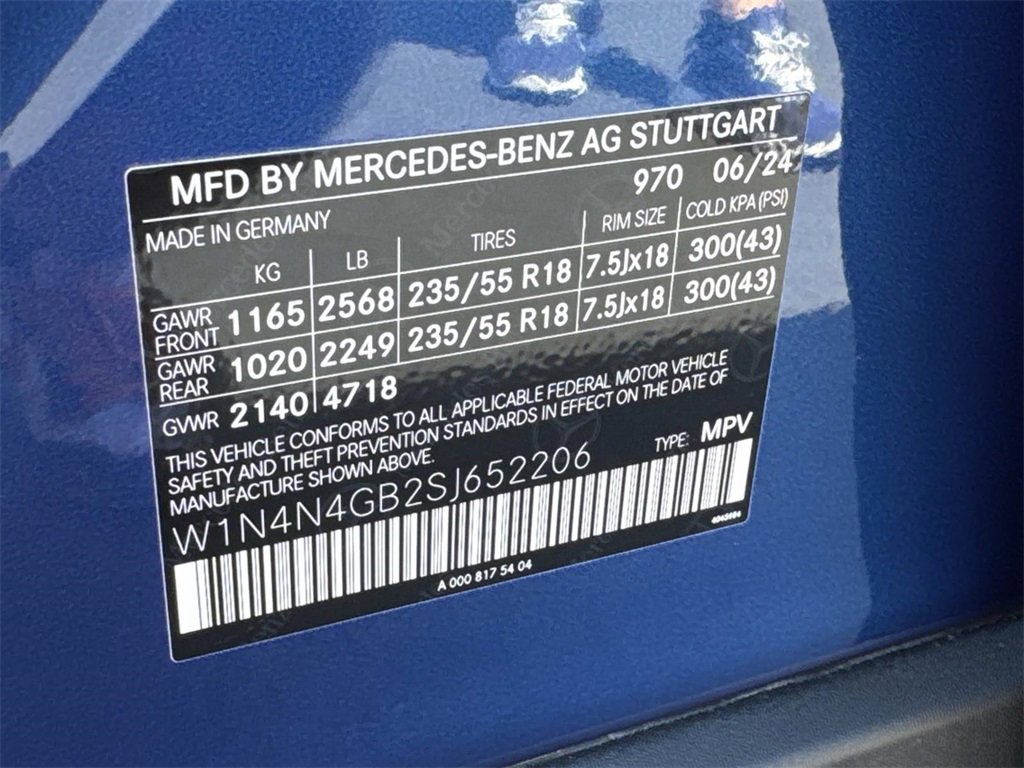 MFD BY MERCEDES-BENZ AG STUTTGART
970 06/24
MADE IN GERMANY
KG LB TIRES RIM SIZE COLD KPA (PSI)
GAWR FRONT 1165 2568 235/55 R18 7.5Jx18 300(43)
GAWR REAR 1020 2249 235/55 R18 7.5Jx18 300(43)
GVWR 2140 4718
THIS VEHICLE CONFORMS TO ALL APPLICABLE FEDERAL MOTOR VEHICLE
SAFETY AND THEFT PREVENTION STANDARDS IN EFFECT ON THE DATE OF
MANUFACTURE SHOWN ABOVE.
TYPE: MPV
W1N4N4GB2SJ652206
A 000 817 54 04